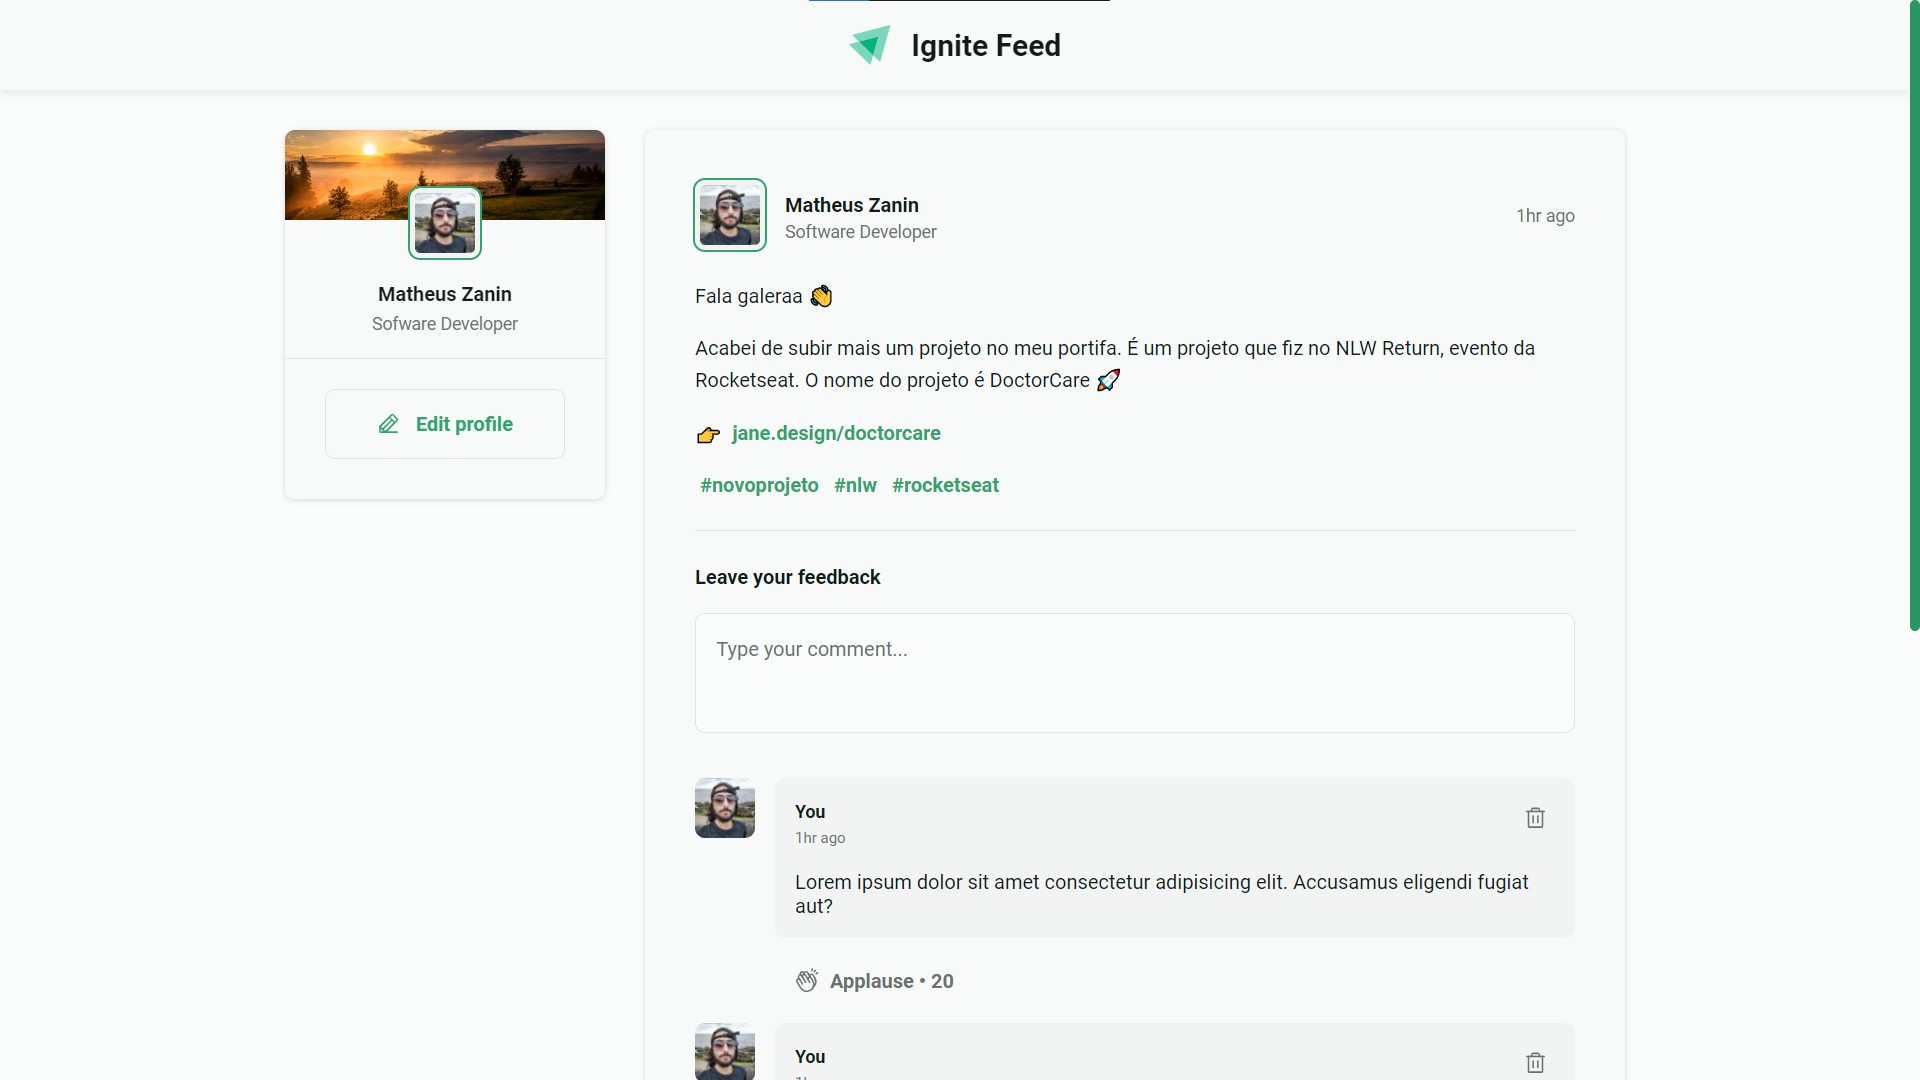 Ignite Feed
Matheus Zanin
Sofware Developer
Edit profile
Matheus Zanin
Software Developer
1hr ago
Fala galeraa 👋
Acabei de subir mais um projeto no meu portifa. É um projeto que fiz no NLW Return, evento da
Rocketseat. O nome do projeto é DoctorCare 🚀
👉 jane.design/doctorcare
#novoprojeto #nlw #rocketseat
Leave your feedback
Type your comment...
You
1hr ago
Lorem ipsum dolor sit amet consectetur adipisicing elit. Accusamus eligendi fugiat
aut?
Applause • 20
You